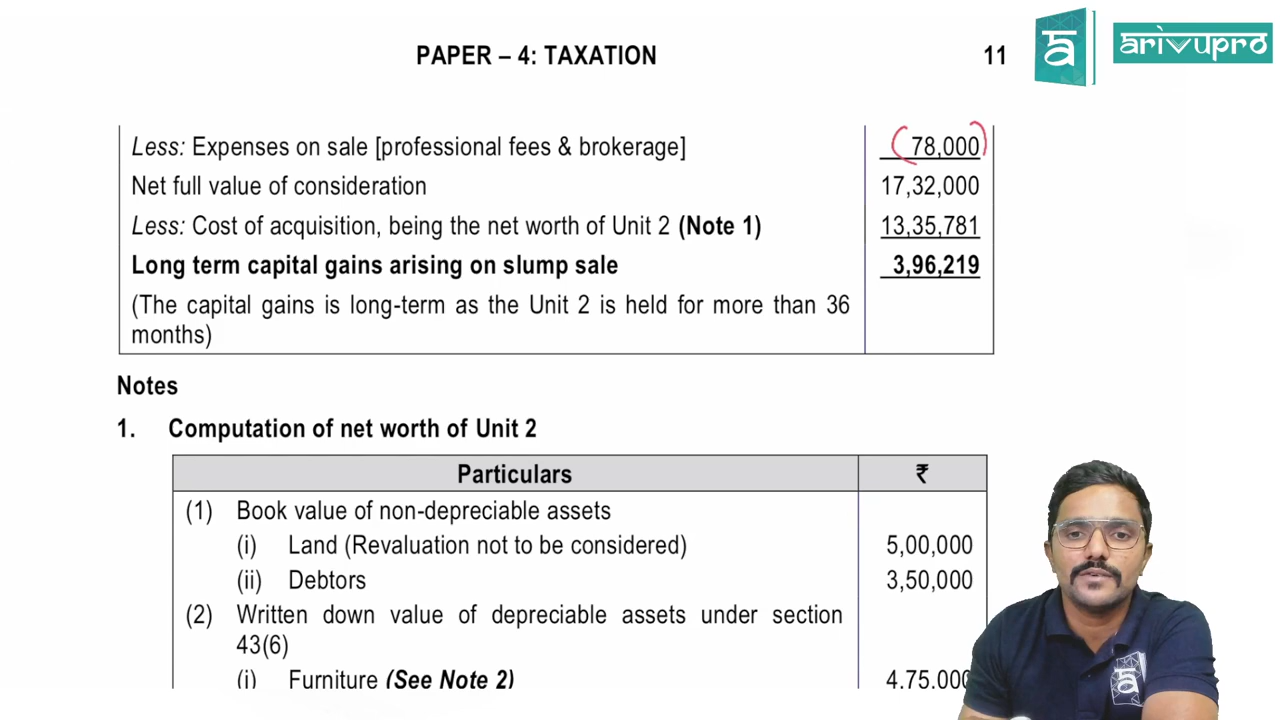 PAPER – 4: TAXATION 11
arivupro
Less: Expenses on sale [professional fees & brokerage] (78,000)
Net full value of consideration 17,32,000
Less: Cost of acquisition, being the net worth of Unit 2 (Note 1) 13,35,781
Long term capital gains arising on slump sale 3,96,219
(The capital gains is long-term as the Unit 2 is held for more than 36
months)
Notes
1. Computation of net worth of Unit 2
Particulars ₹
(1) Book value of non-depreciable assets
(i) Land (Revaluation not to be considered) 5,00,000
(ii) Debtors 3,50,000
(2) Written down value of depreciable assets under section
43(6)
(i) Furniture (See Note 2) 4,75,000